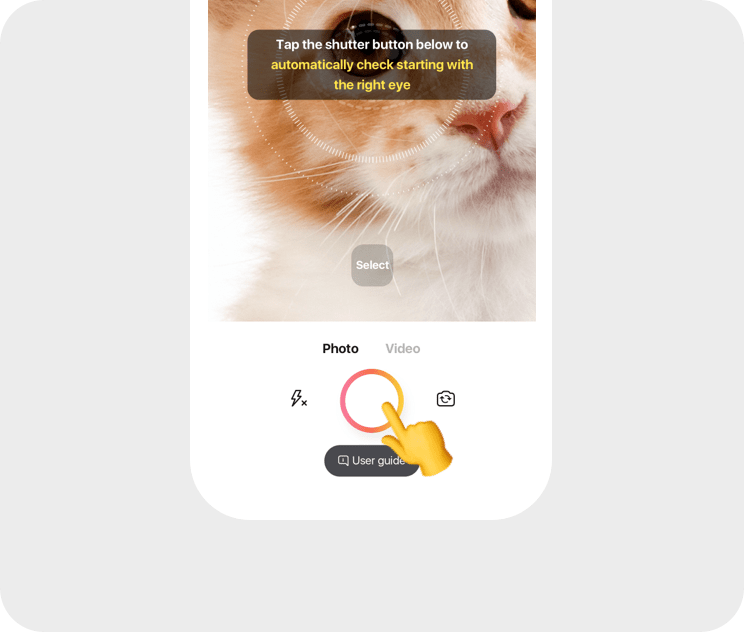 Tap the shutter button below to
automatically check starting with
the right eye
Select
Photo Video
User guide